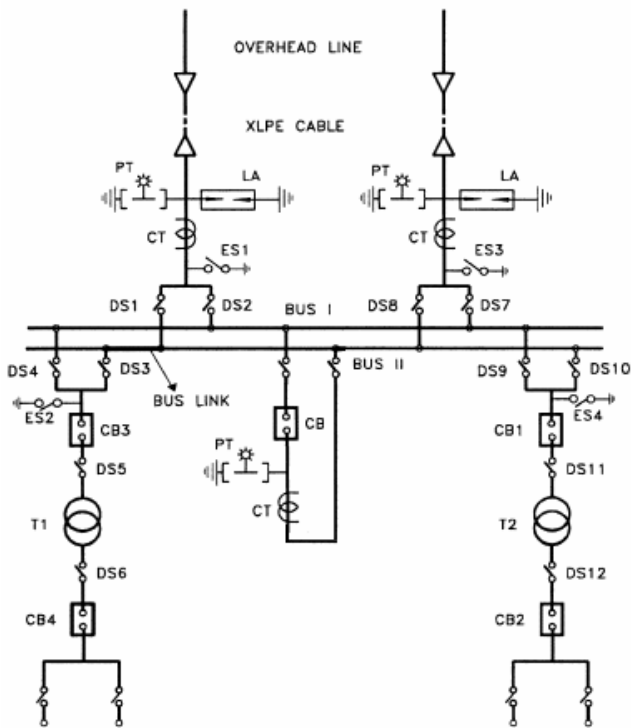 OVERHEAD LINE
XLPE CABLE
PT
LA
PT
LA
CT
CT
ES1
ES3
DS1
DS2
BUS I
DS8
DS7
DS4
DS3
BUS II
DS9
DS10
BUS LINK
ES2
ES4
CB3
CB
CB1
PT
DS5
DS11
CT
T1
T2
DS6
DS12
CB4
CB2